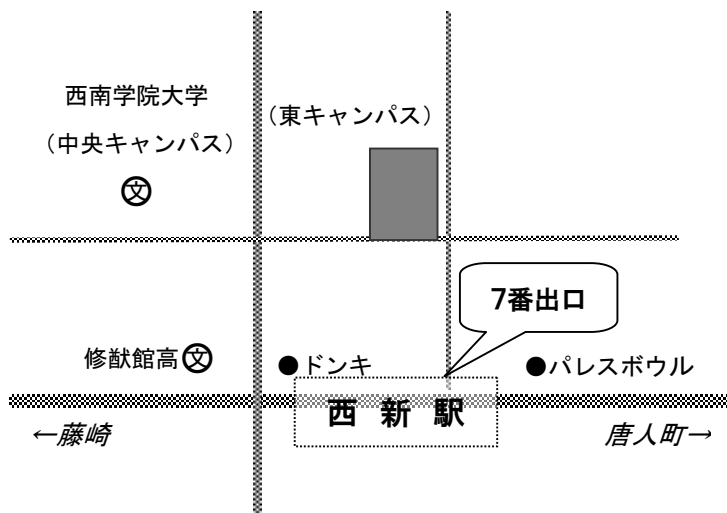 西南学院大学
（中央キャンパス）
文
（東キャンパス）
7番出口
修猷館高文
●ドンキ
●パレスボウル
西新駅
←藤崎
唐人町→